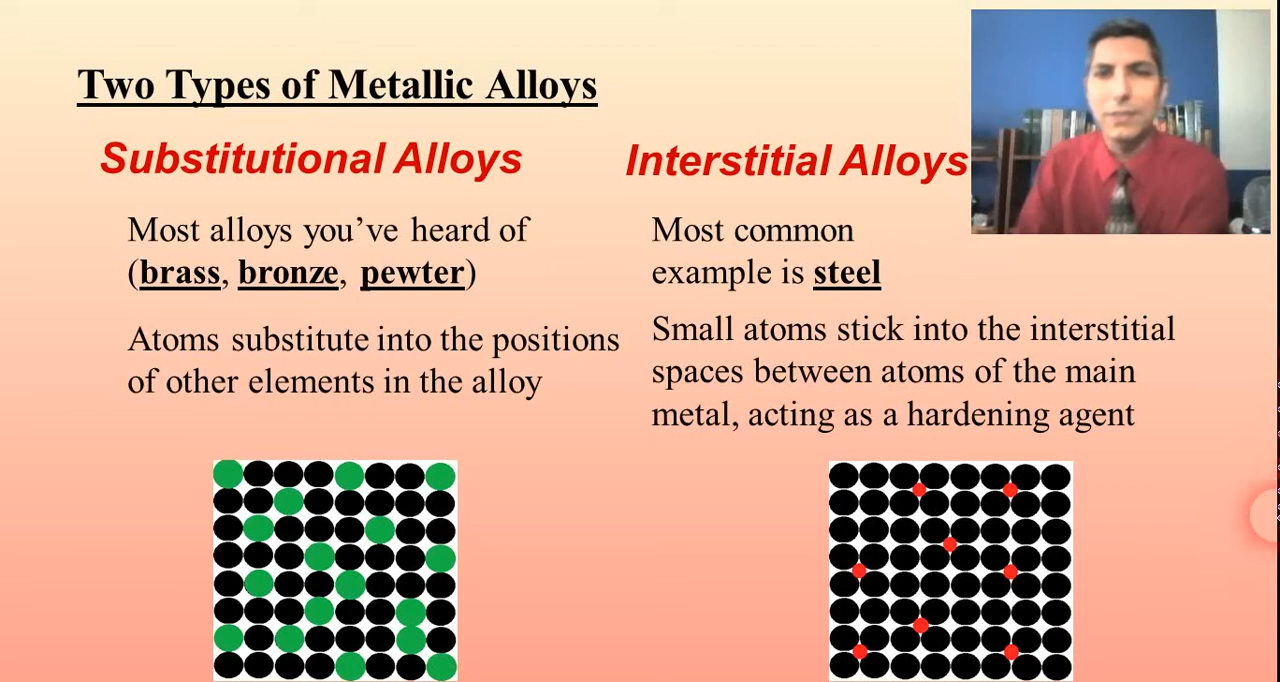 Two Types of Metallic Alloys
Substitutional Alloys
Most alloys you’ve heard of
(brass, bronze, pewter)
Atoms substitute into the positions
of other elements in the alloy
Interstitial Alloys
Most common
example is steel
Small atoms stick into the interstitial
spaces between atoms of the main
metal, acting as a hardening agent